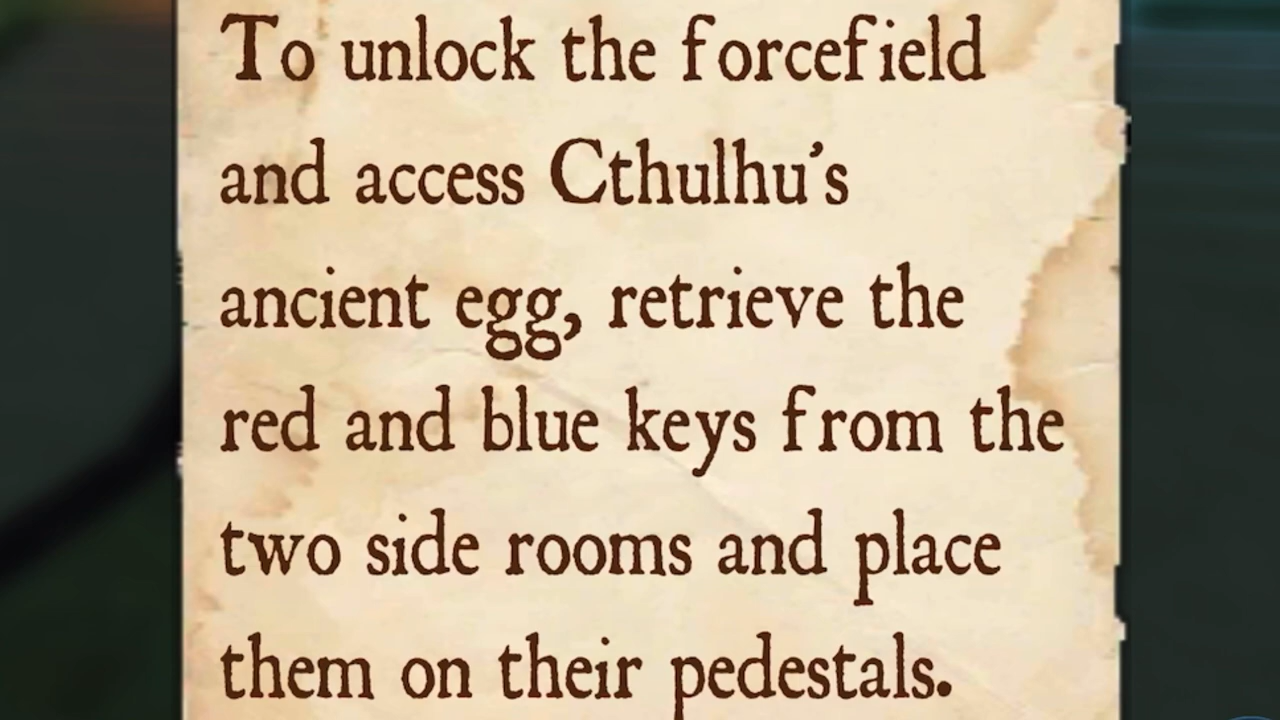 To unlock the forcefield
and access Cthulhu's
ancient egg, retrieve the
red and blue keys from the
two side rooms and place
them on their pedestals.